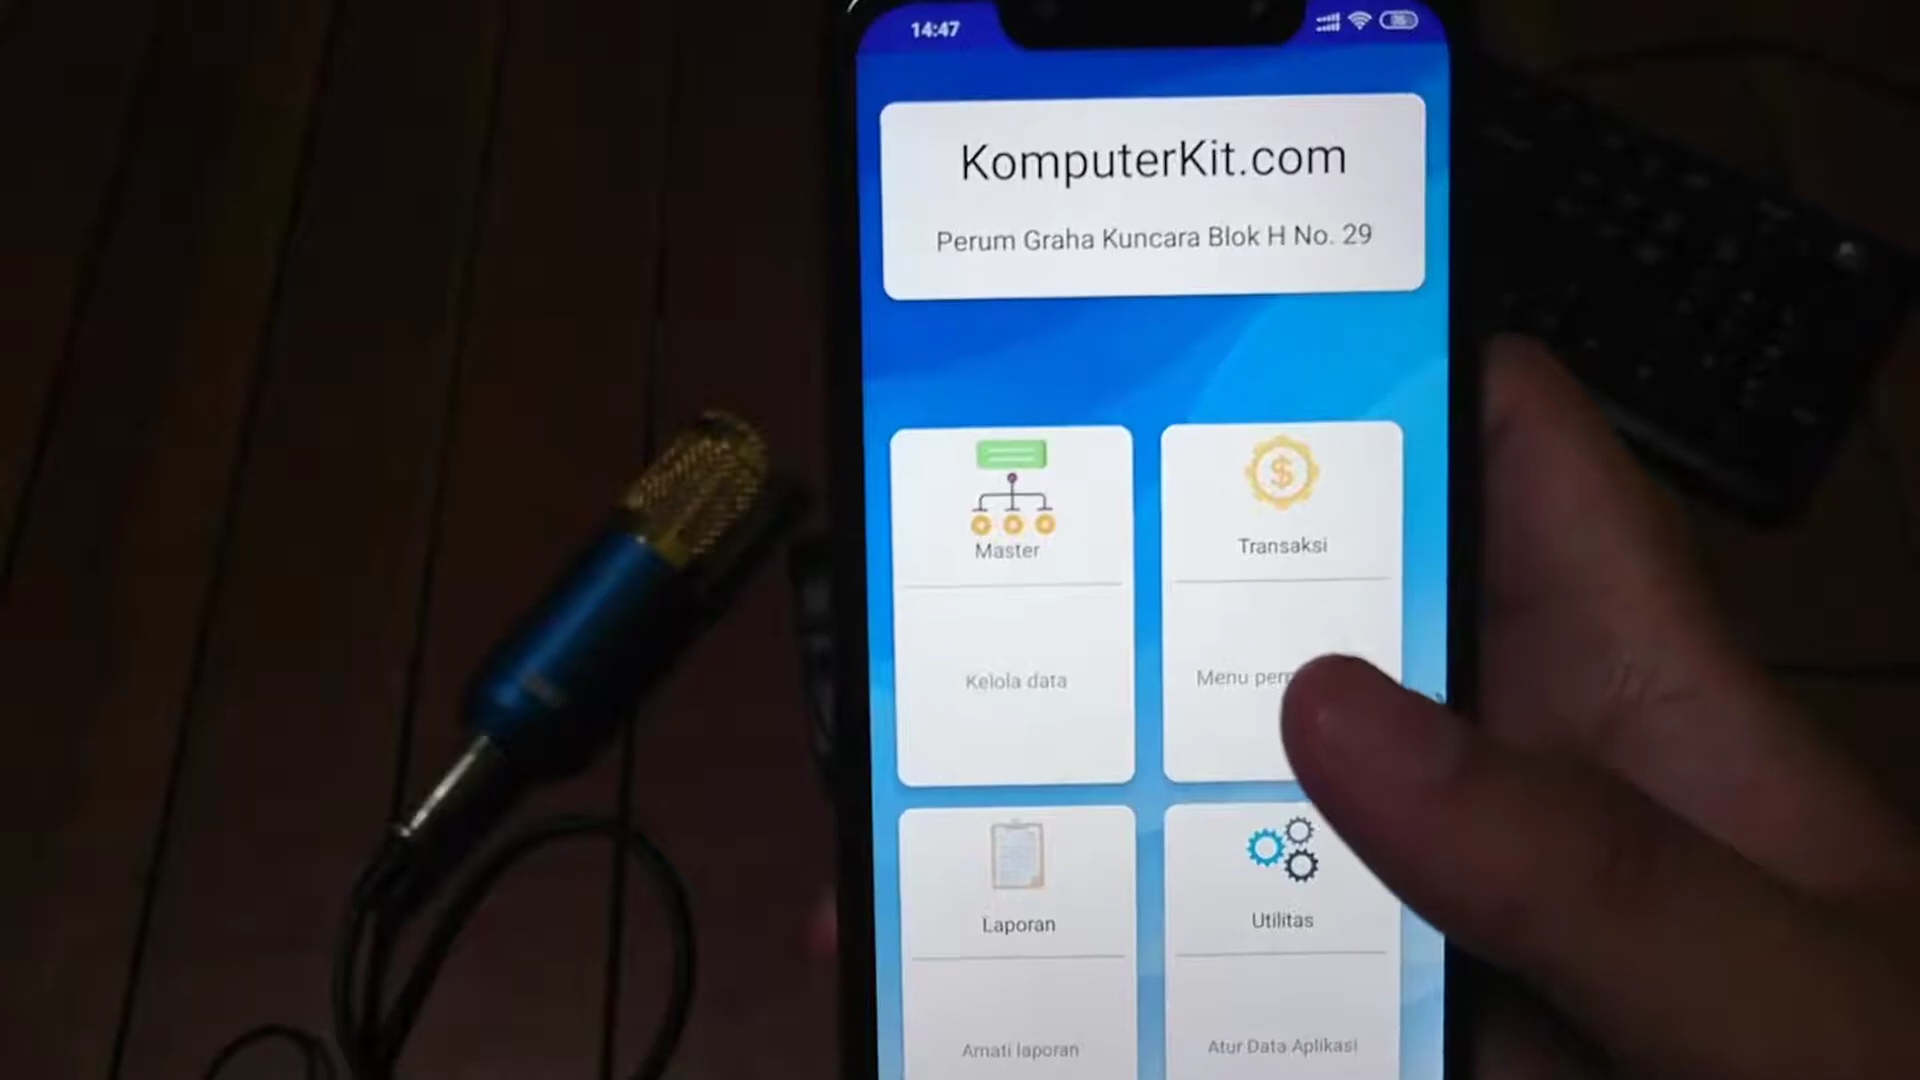 14:47
KomputerKit.com
Perum Graha Kuncara Blok H No. 29
Master
Transaksi
Kelola data
Menu
Laporan
Utilitas
Amati laporan
Atur Data Aplikasi